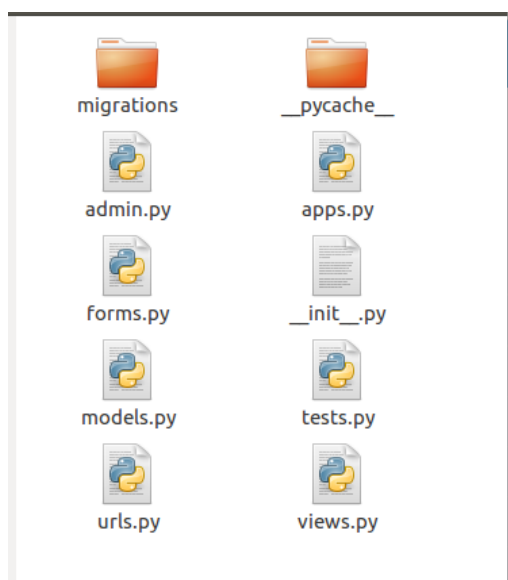 migrations
__pycache__
admin.py
apps.py
forms.py
__init__.py
models.py
tests.py
urls.py
views.py